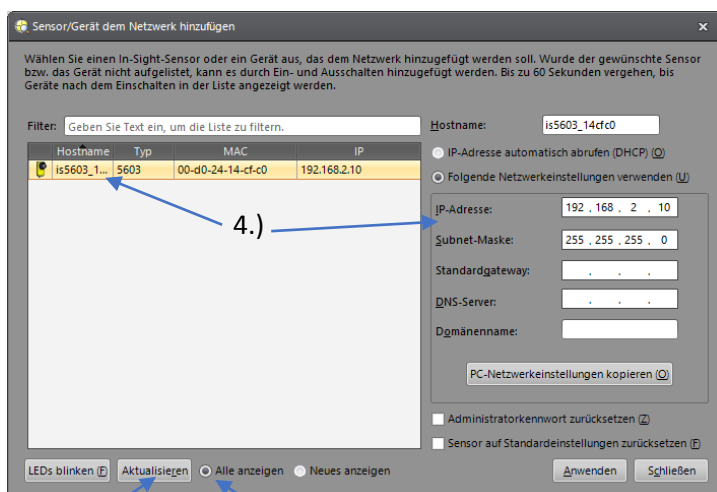 Sensor/Gerät dem Netzwerk hinzufügen
Wählen Sie einen In-Sight-Sensor oder ein Gerät aus, das dem Netzwerk hinzugefügt werden soll. Wurde der gewünschte Sensor
bzw. das Gerät nicht aufgelistet, kann es durch Ein- und Ausschalten hinzugefügt werden. Bis zu 60 Sekunden vergehen, bis
Geräte nach dem Einschalten in der Liste angezeigt werden.
Filter: Geben Sie Text ein, um die Liste zu filtern.
Hostname Typ MAC IP
is5603_1... 5603 00-d0-24-14-cf-c0 192.168.2.10
4.)
Hostname: is5603_14cfc0
IP-Adresse automatisch abrufen (DHCP) (O)
Folgende Netzwerkeinstellungen verwenden (U)
IP-Adresse: 192 . 168 . 2 . 10
Subnet-Maske: 255 . 255 . 255 . 0
Standardgateway: . . .
DNS-Server: . . .
Domänenname:
PC-Netzwerkeinstellungen kopieren (O)
Administratorkennwort zurücksetzen (Z)
Sensor auf Standardeinstellungen zurücksetzen (F)
LEDs blinken (F) Aktualisieren Alle anzeigen Neues anzeigen Anwenden Schließen